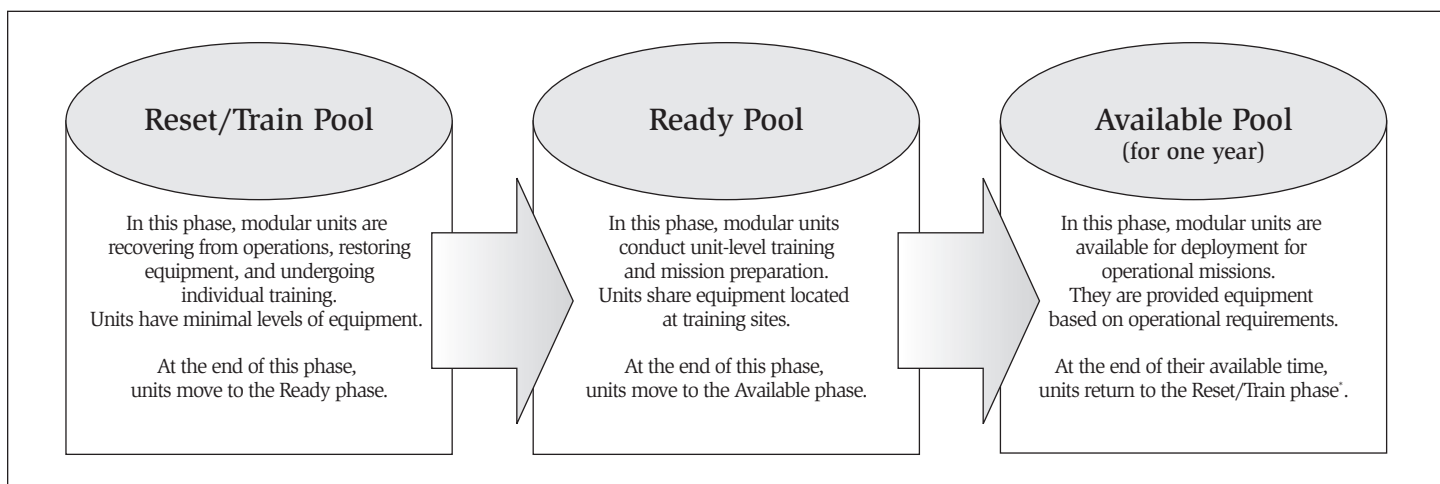 Reset/Train Pool
In this phase, modular units are
recovering from operations, restoring
equipment, and undergoing
individual training.
Units have minimal levels of equipment.
At the end of this phase,
units move to the Ready phase.
Ready Pool
In this phase, modular units
conduct unit-level training
and mission preparation.
Units share equipment located
at training sites.
At the end of this phase,
units move to the Available phase.
Available Pool
(for one year)
In this phase, modular units are
available for deployment for
operational missions.
They are provided equipment
based on operational requirements.
At the end of their available time,
units return to the Reset/Train phase*.